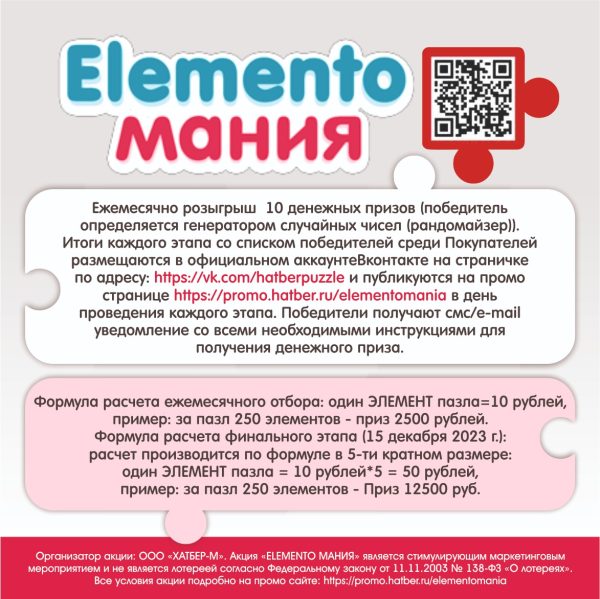 Elemento
мания
Ежемесячно розыгрыш 10 денежных призов (победитель
определяется генератором случайных чисел (рандомайзер)).
Итоги каждого этапа со списком победителей среди Покупателей
размещаются в официальном аккаунтеВконтакте на страничке
по адресу: https://vk.com/hatberpuzzle и публикуются на промо
странице https://promo.hatber.ru/elementomania в день
проведения каждого этапа. Победители получают смс/e-mail
уведомление со всеми необходимыми инструкциями для
получения денежного приза.
Формула расчета ежемесячного отбора: один ЭЛЕМЕНТ пазла=10 рублей,
пример: за пазл 250 элементов - приз 2500 рублей.
Формула расчета финального этапа (15 декабря 2023 г.):
расчет производится по формуле в 5-ти кратном размере:
один ЭЛЕМЕНТ пазла = 10 рублей*5 = 50 рублей,
пример: за пазл 250 элементов - Приз 12500 руб.
Организатор акции: ООО «ХАТБЕР-М». Акция «ELEMENTO МАНИЯ» является стимулирующим маркетинговым
мероприятием и не является лотереей согласно Федеральному закону от 11.11.2003 № 138-ФЗ «О лотереях».
Все условия акции подробно на промо сайте: https://promo.hatber.ru/elementomania